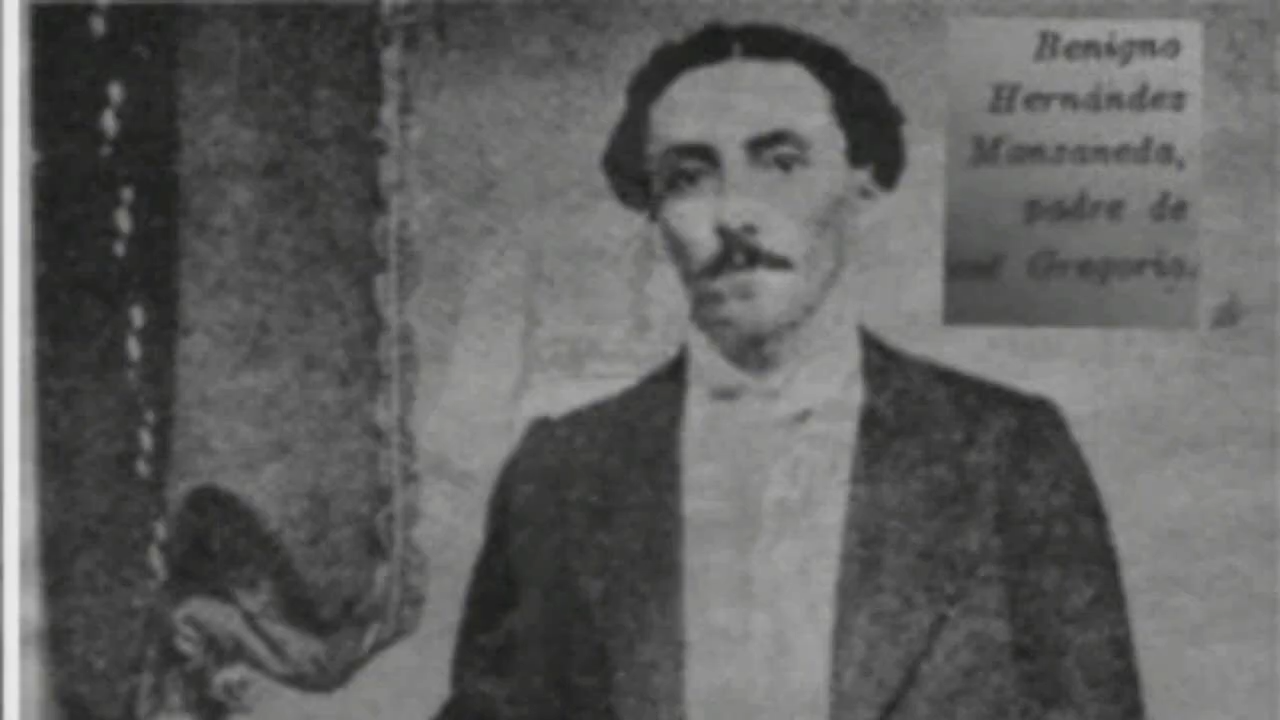 Benigno
Hernández
Manzaneda,
padre de
Gregorio.